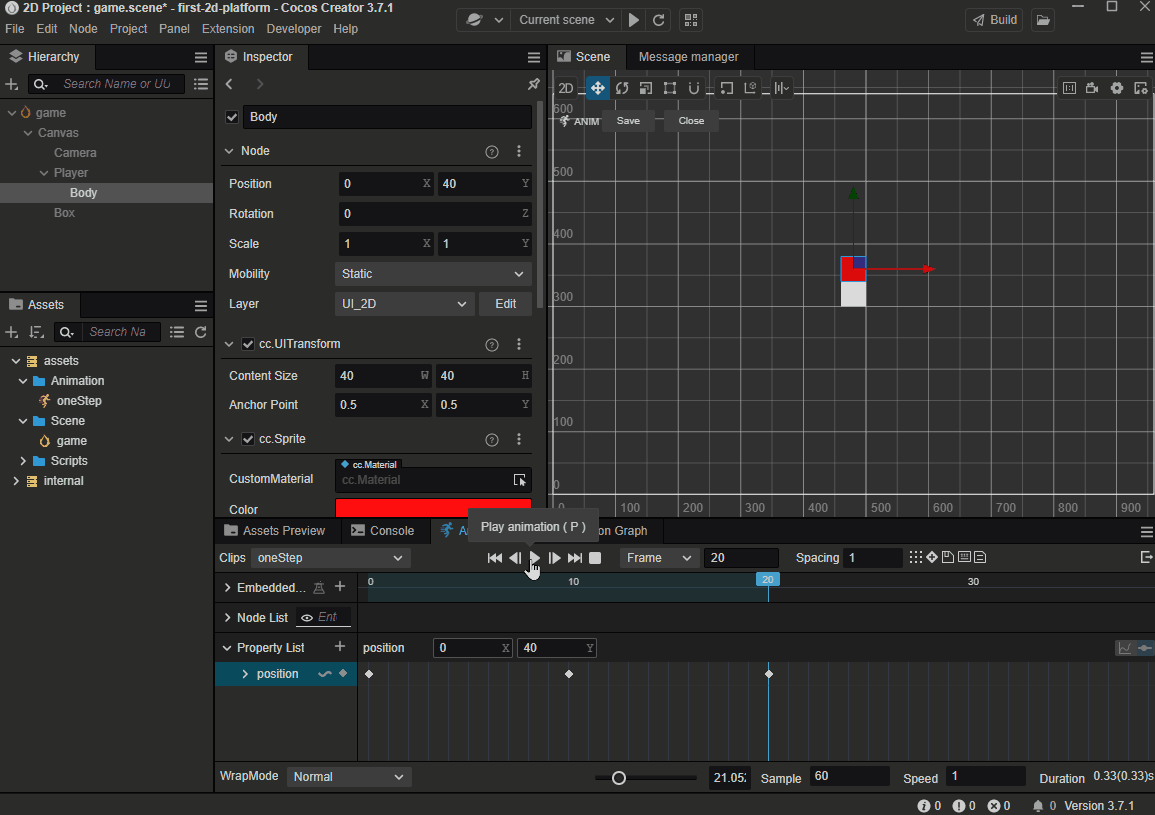 2D Project : game.scene* - first-2d-platform - Cocos Creator 3.7.1
File Edit Node Project Panel Extension Developer Help
Current scene
Build
Hierarchy
Search Name or UU
game
Canvas
Camera
Player
Body
Box
Assets
Search Na
assets
Animation
oneStep
Scene
game
Scripts
internal
Inspector
Body
Node
Position 0 X 40 Y
Rotation 0 Z
Scale 1 X 1 Y
Mobility Static
Layer UI_2D Edit
cc.UITransform
Content Size 40 W 40 H
Anchor Point 0.5 X 0.5 Y
cc.Sprite
cc.Material
CustomMaterial cc.Material
Color
Scene Message manager
2D
ANIM Save Close
600
500
400
300
200
100
0
0 100 200 300 400 500 600 700 800 900
Assets Preview Console An on Graph
Play animation ( P )
Clips oneStep Frame 20 Spacing 1
Embedded... 0 10 20 30
Node List Ent
Property List position 0 X 40 Y
position
WrapMode Normal 21.05 Sample 60 Speed 1 Duration 0.33(0.33)s
0 0 0 0 Version 3.7.1